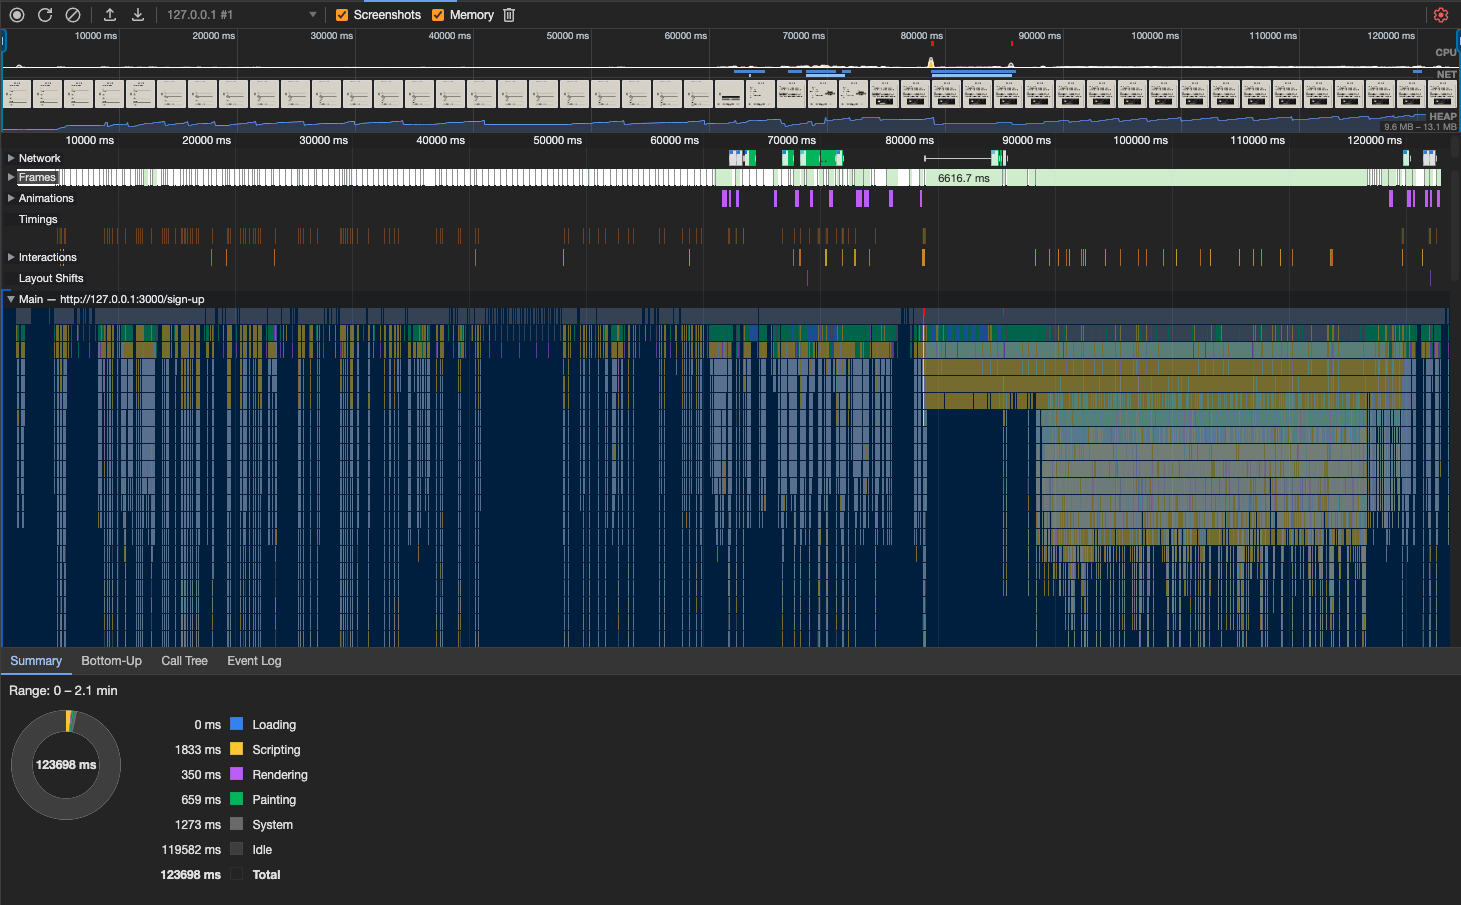 127.0.0.1 #1 Screenshots Memory
10000 ms 20000 ms 30000 ms 40000 ms 50000 ms 60000 ms 70000 ms 80000 ms 90000 ms 100000 ms 110000 ms 120000 ms
CPU
NET
HEAP
9.6 MB – 13.1 MB
10000 ms 20000 ms 30000 ms 40000 ms 50000 ms 60000 ms 70000 ms 80000 ms 90000 ms 100000 ms 110000 ms 120000 ms
Network
Frames 6616.7 ms
Animations
Timings
Interactions
Layout Shifts
Main — http://127.0.0.1:3000/sign-up
Summary Bottom-Up Call Tree Event Log
Range: 0 – 2.1 min
123698 ms
0 ms Loading
1833 ms Scripting
350 ms Rendering
659 ms Painting
1273 ms System
119582 ms Idle
123698 ms Total